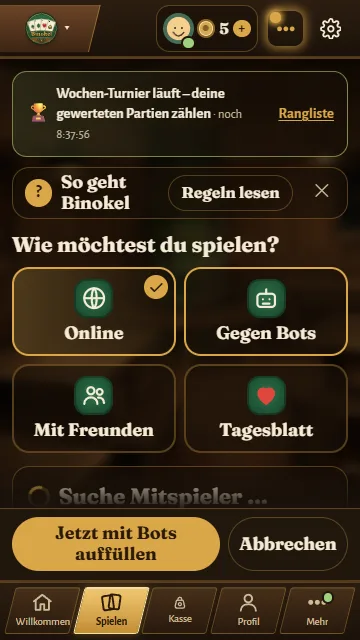 Binokel
5
Wochen-Turnier läuft – deine
gewerteten Partien zählen · noch
8:37:56
Rangliste
?
So geht
Binokel
Regeln lesen
Wie möchtest du spielen?
Online
Gegen Bots
Mit Freunden
Tagesblatt
Suche Mitspieler ...
Jetzt mit Bots
auffüllen
Abbrechen
Willkommen
Spielen
Kasse
Profil
Mehr